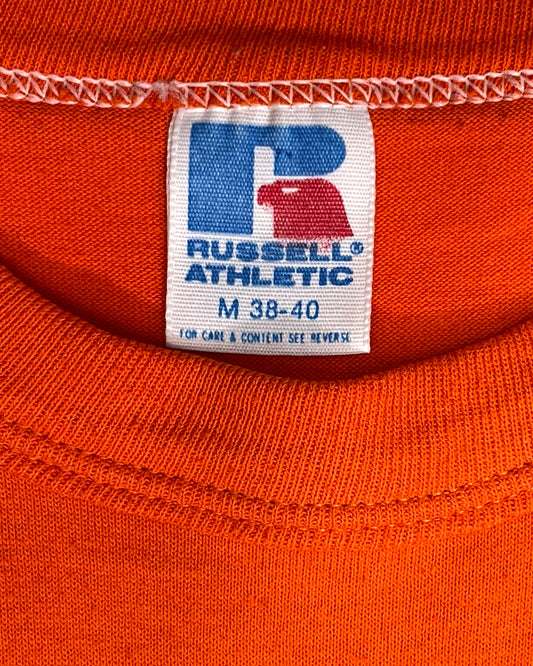 RUSSELL®
ATHLETIC
M 38-40
FOR CARE & CONTENT SEE REVERSE